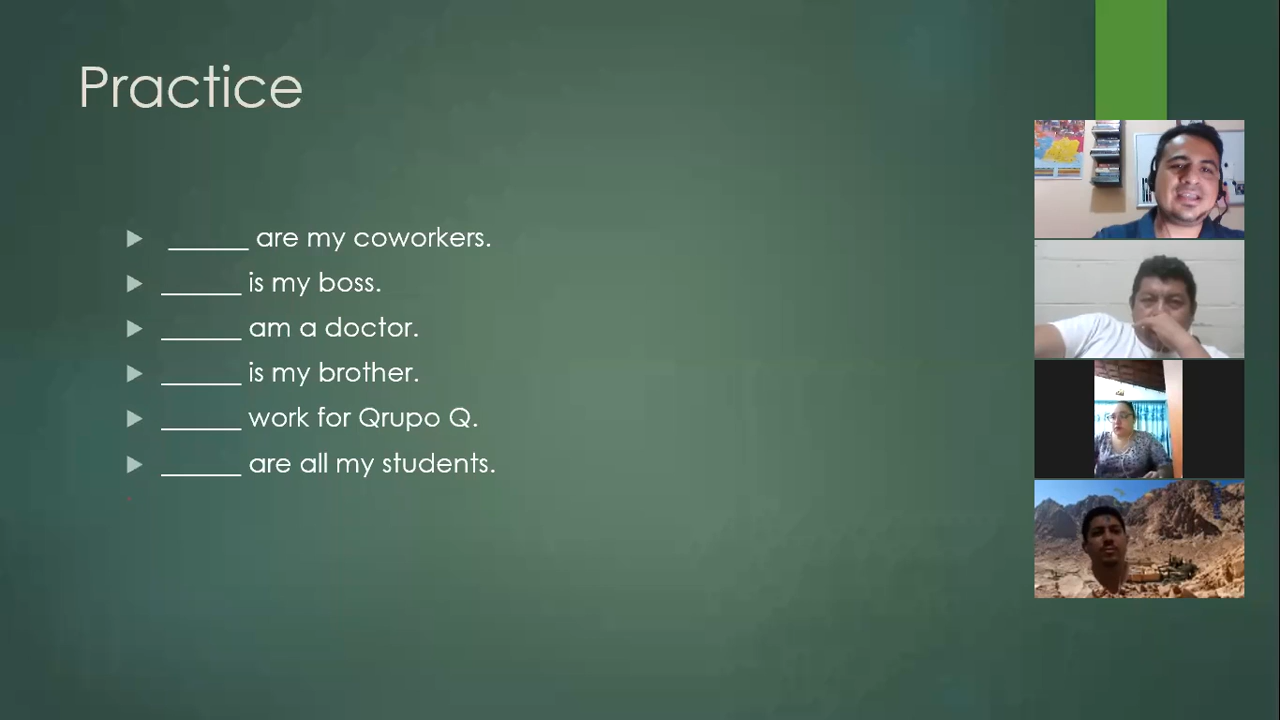 Practice
______ are my coworkers.
______ is my boss.
______ am a doctor.
______ is my brother.
______ work for Qrupo Q.
______ are all my students.